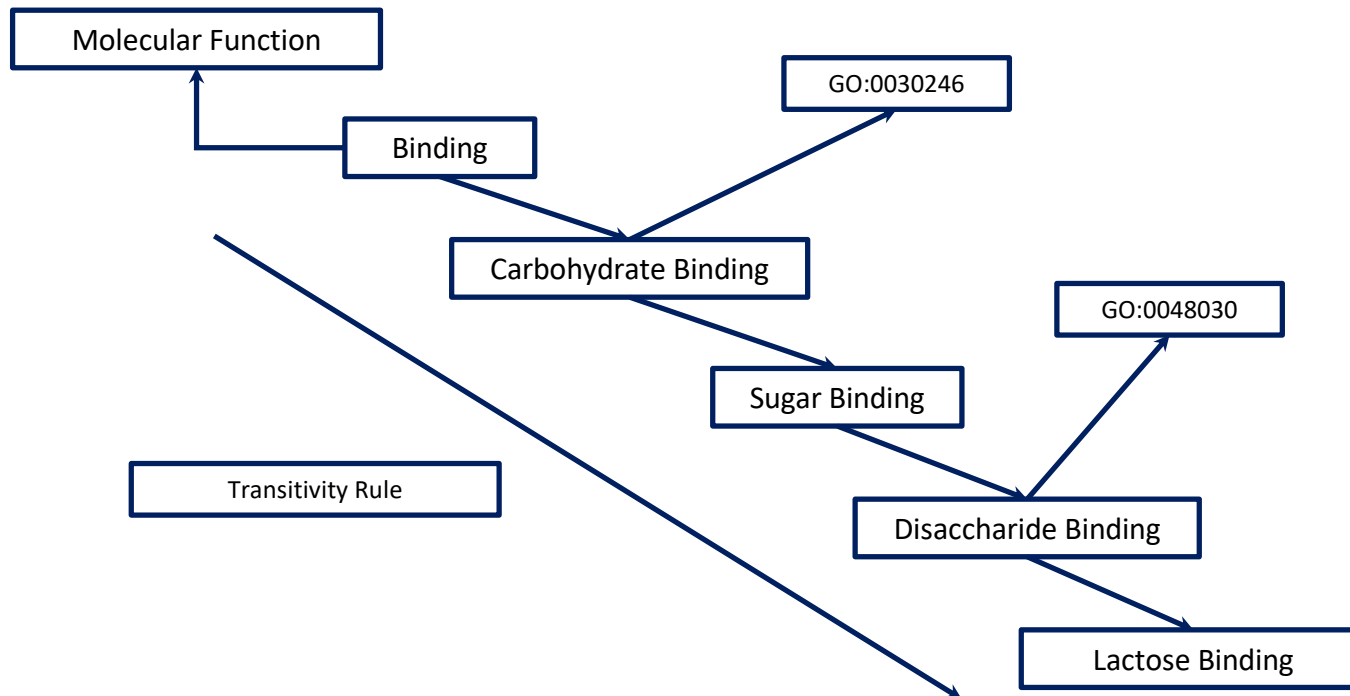 Molecular Function
GO:0030246
Binding
Carbohydrate Binding
GO:0048030
Sugar Binding
Transitivity Rule
Disaccharide Binding
Lactose Binding